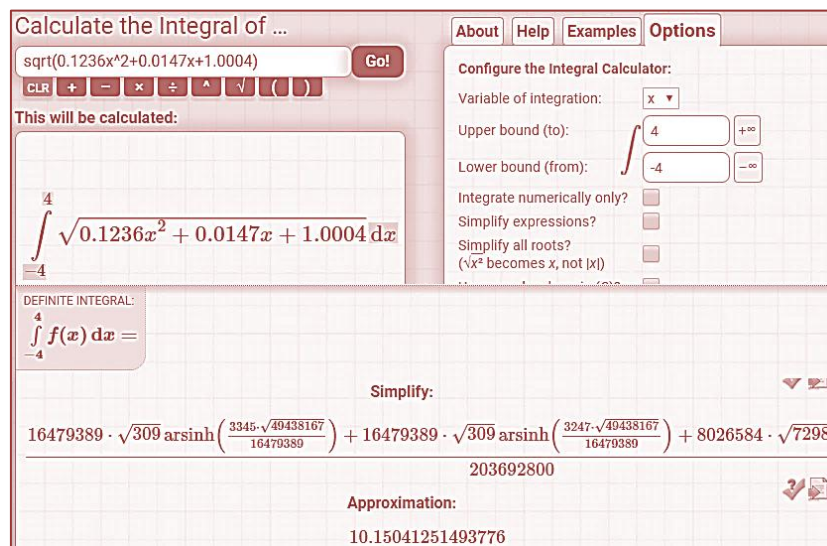 Calculate the Integral of ...
About Help Examples Options
sqrt(0.1236x^2+0.0147x+1.0004) Go!
CLR + − × ÷ ^ √ ( )
This will be calculated:
∫_{-4}^{4} √(0.1236x² + 0.0147x + 1.0004) dx
Configure the Integral Calculator:
Variable of integration: x ▼
Upper bound (to): 4 +∞
Lower bound (from): -4 −∞
Integrate numerically only?
Simplify expressions?
Simplify all roots?
(√x² becomes x, not |x|)
DEFINITE INTEGRAL:
∫_{-4}^{4} f(x) dx =
Simplify:
16479389 · √309 arsinh(3345·√49438167 / 16479389) + 16479389 · √309 arsinh(3247·√49438167 / 16479389) + 8026584 · √7298
203692800
Approximation:
10.15041251493776